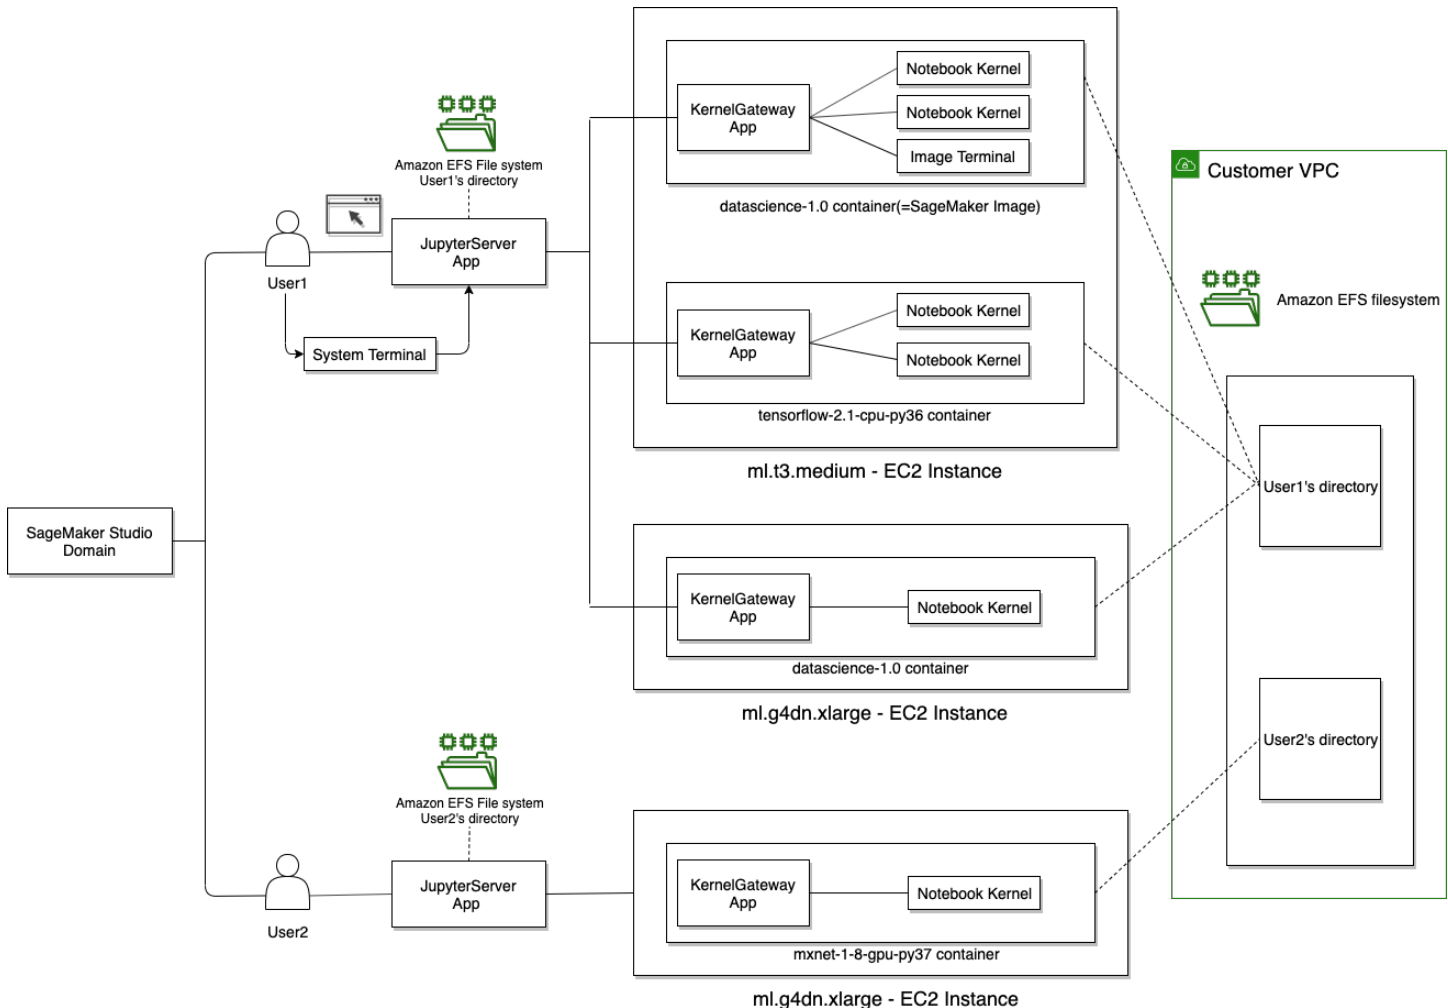 Notebook Kernel
KernelGateway
App
Notebook Kernel
Image Terminal
datascience-1.0 container(=SageMaker Image)
Amazon EFS File system
User1's directory
JupyterServer
App
User1
System Terminal
KernelGateway
App
Notebook Kernel
Notebook Kernel
tensorflow-2.1-cpu-py36 container
ml.t3.medium - EC2 Instance
Customer VPC
Amazon EFS filesystem
User1's directory
User2's directory
SageMaker Studio
Domain
KernelGateway
App
Notebook Kernel
datascience-1.0 container
ml.g4dn.xlarge - EC2 Instance
Amazon EFS File system
User2's directory
JupyterServer
App
User2
KernelGateway
App
Notebook Kernel
mxnet-1-8-gpu-py37 container
ml.g4dn.xlarge - EC2 Instance